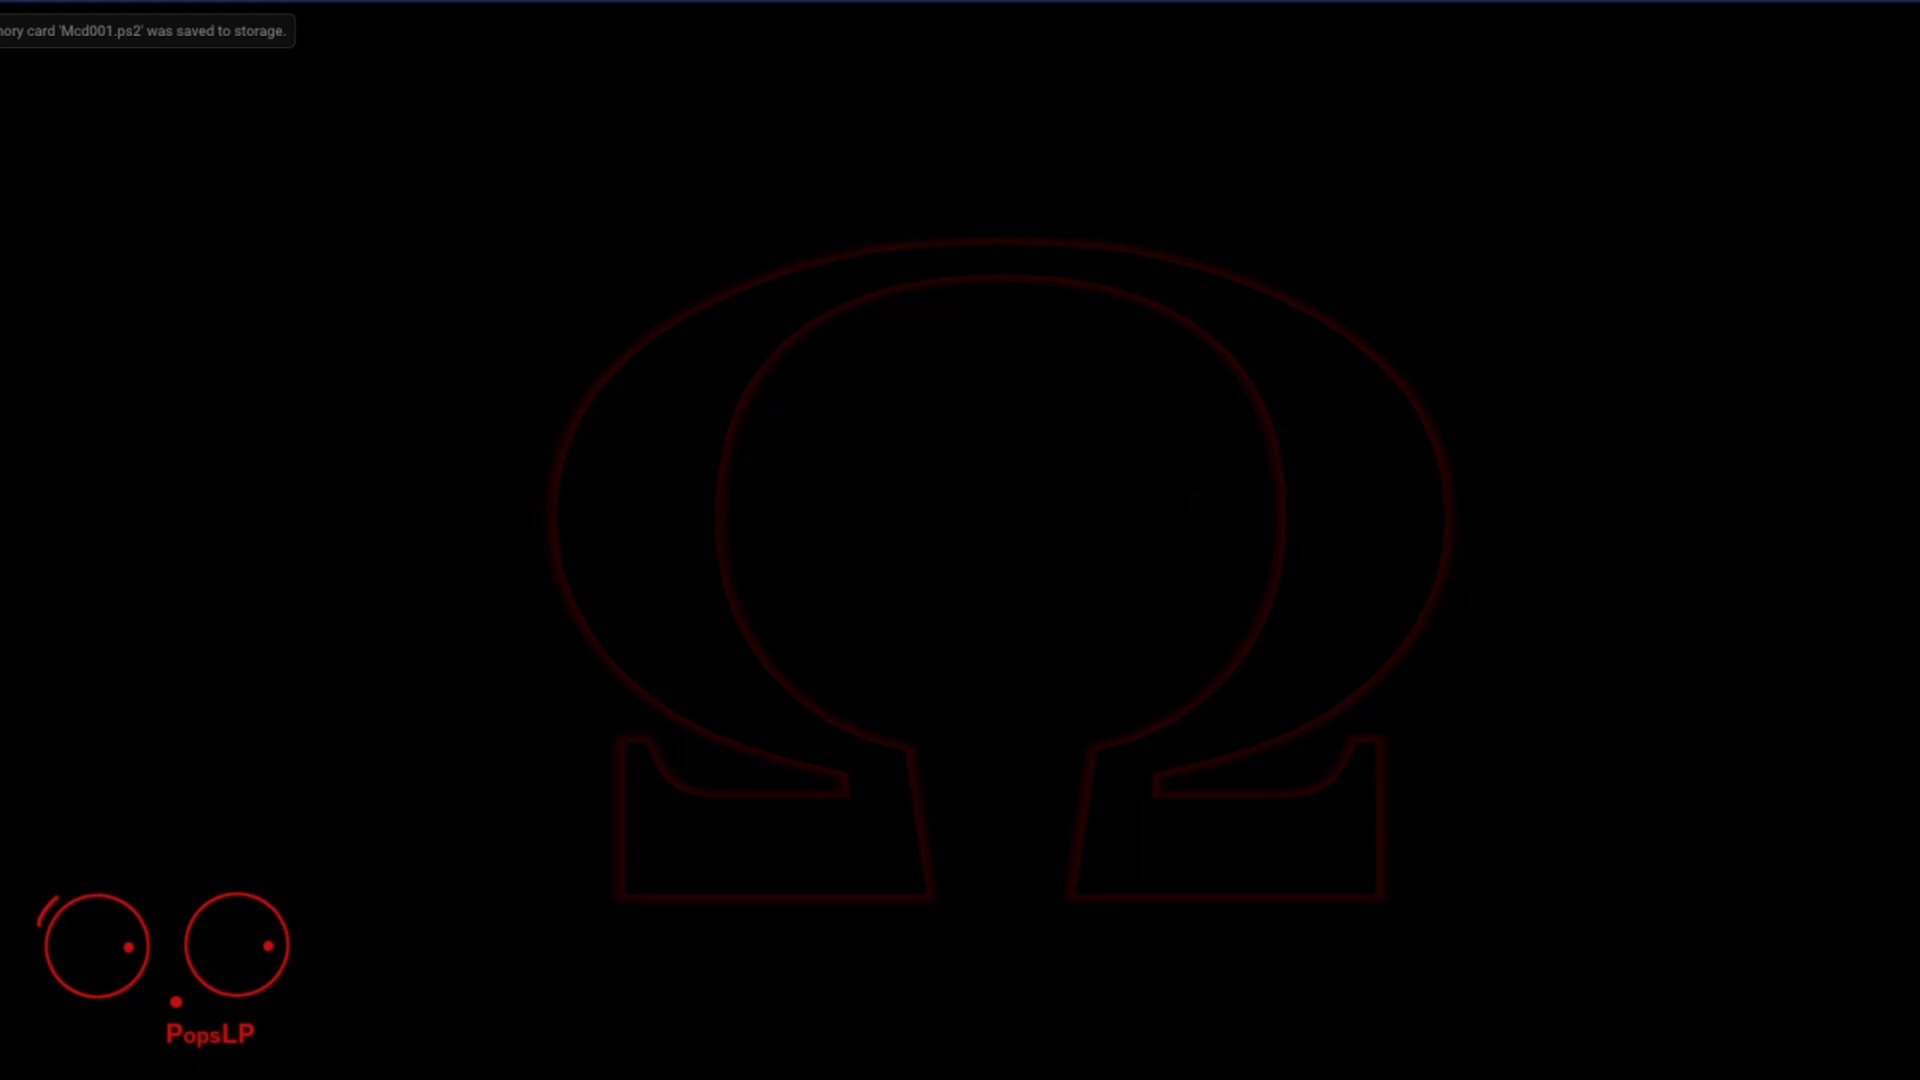 ory card 'Mcd001.ps2' was saved to storage.
Ω
PopsLP